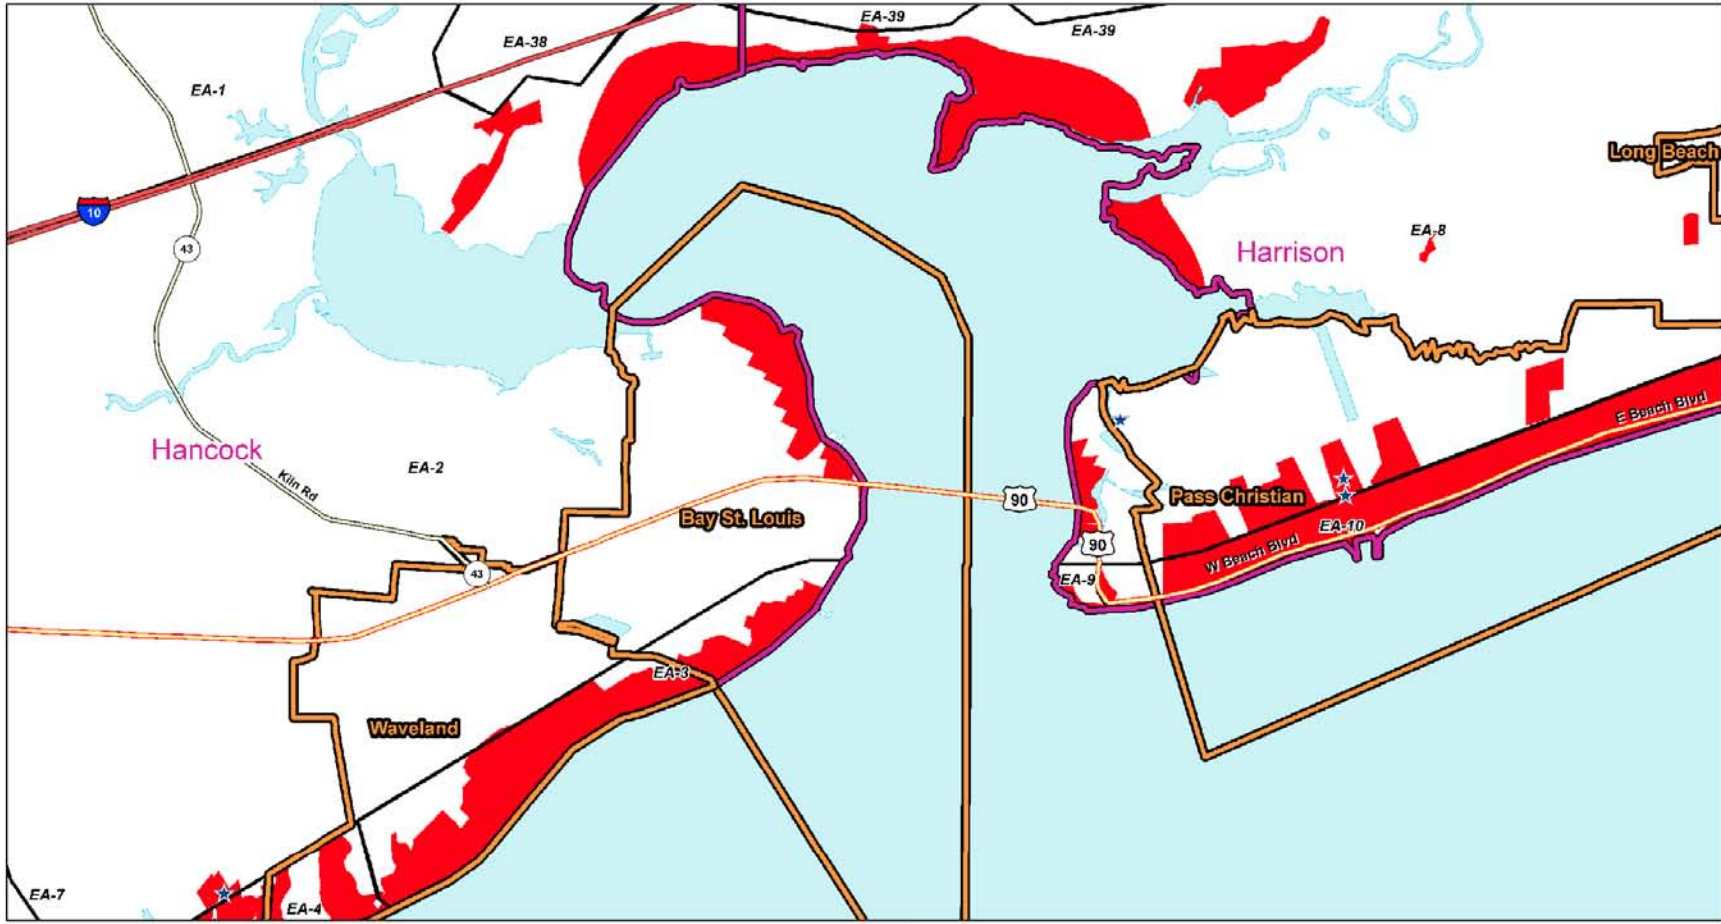 EA-39
EA-38
EA-39
EA-1
Long Beach
10
EA-8
43
Harrison
E Beach Blvd
Hancock
EA-2
Kiln Rd
90
Pass Christian
Bay St. Louis
EA-10
90
W Beach Blvd
43
EA-9
EA-3
Waveland
EA-7
EA-4